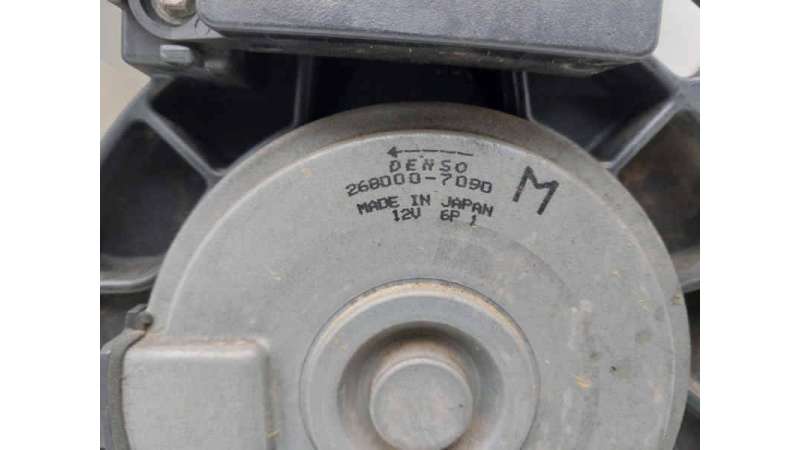 DENSO
268000-7090
M
MADE IN JAPAN
12V 6P 1